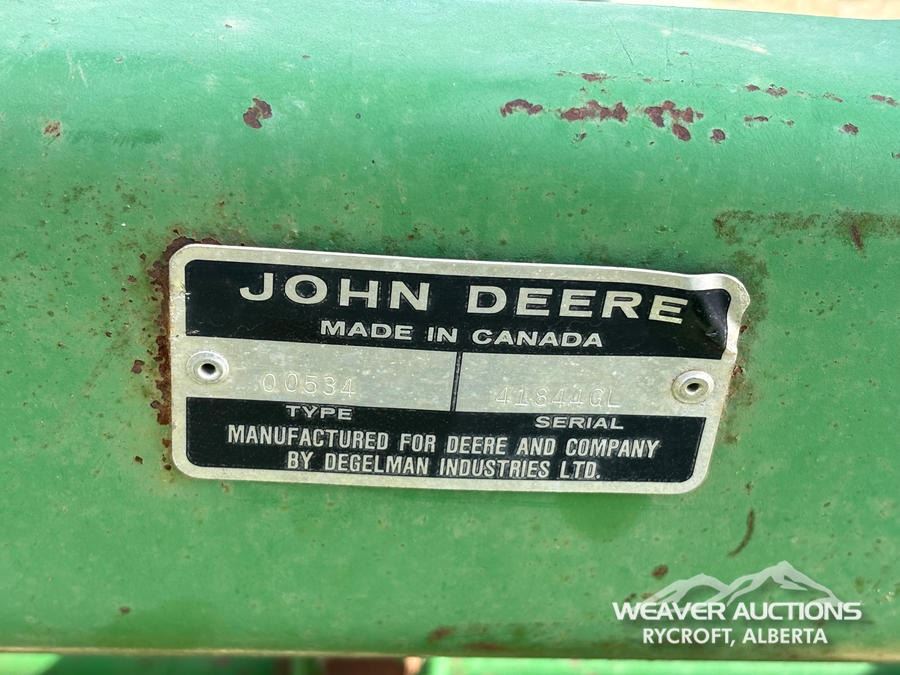 JOHN DEERE
MADE IN CANADA
00534 41844GL
TYPE SERIAL
MANUFACTURED FOR DEERE AND COMPANY
BY DEGELMAN INDUSTRIES LTD.
WEAVER AUCTIONS
RYCROFT, ALBERTA